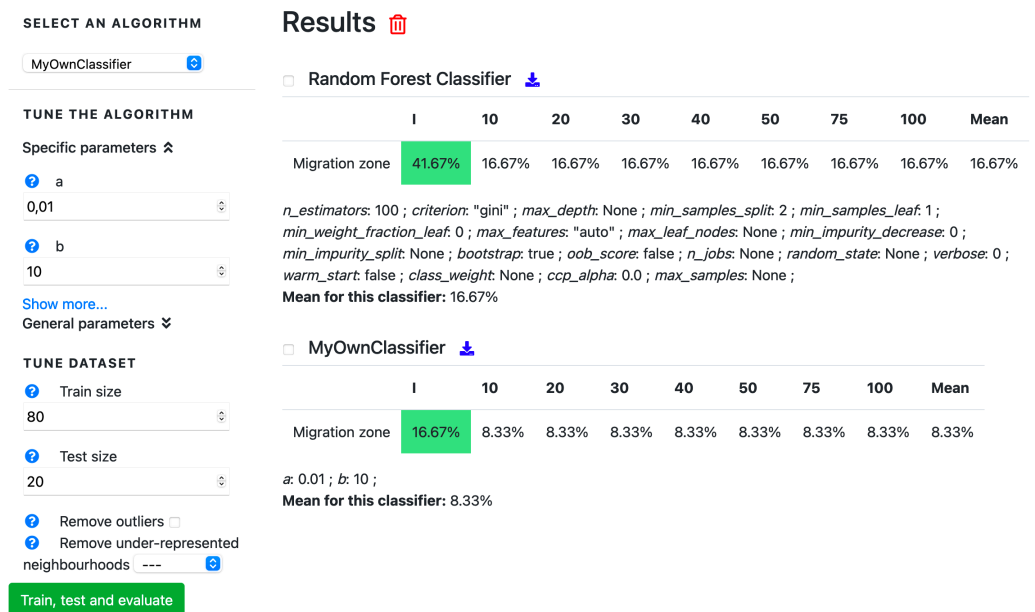 SELECT AN ALGORITHM
MyOwnClassifier
TUNE THE ALGORITHM
Specific parameters
a
0,01
b
10
Show more...
General parameters
TUNE DATASET
Train size
80
Test size
20
Remove outliers
Remove under-represented
neighbourhoods ---
Train, test and evaluate
Results
Random Forest Classifier
I 10 20 30 40 50 75 100 Mean
Migration zone 41.67% 16.67% 16.67% 16.67% 16.67% 16.67% 16.67% 16.67% 16.67%
n_estimators: 100 ; criterion: "gini" ; max_depth: None ; min_samples_split: 2 ; min_samples_leaf: 1 ;
min_weight_fraction_leaf: 0 ; max_features: "auto" ; max_leaf_nodes: None ; min_impurity_decrease: 0 ;
min_impurity_split: None ; bootstrap: true ; oob_score: false ; n_jobs: None ; random_state: None ; verbose: 0 ;
warm_start: false ; class_weight: None ; ccp_alpha: 0.0 ; max_samples: None ;
Mean for this classifier: 16.67%
MyOwnClassifier
I 10 20 30 40 50 75 100 Mean
Migration zone 16.67% 8.33% 8.33% 8.33% 8.33% 8.33% 8.33% 8.33% 8.33%
a: 0.01 ; b: 10 ;
Mean for this classifier: 8.33%